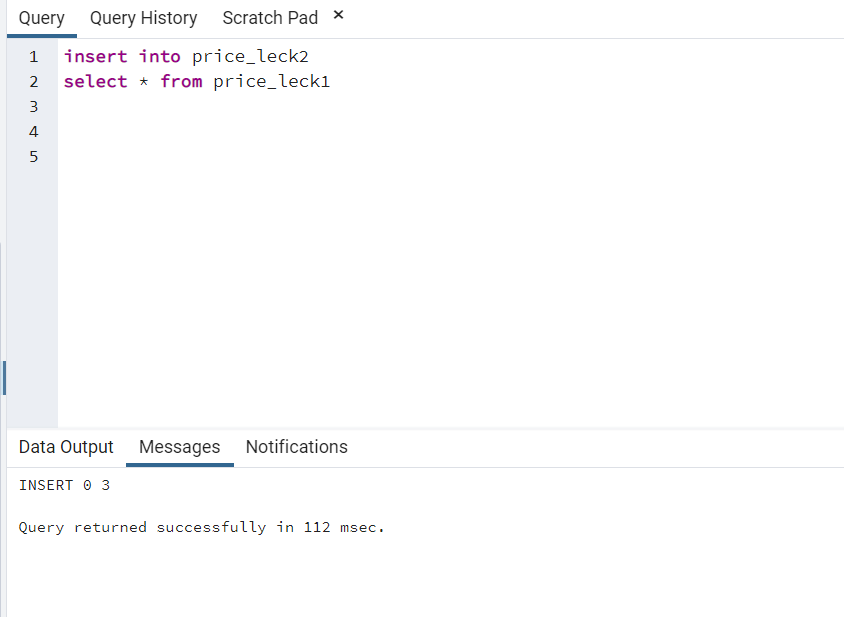 Query Query History Scratch Pad ×
1 insert into price_leck2
2 select * from price_leck1
3
4
5
Data Output Messages Notifications
INSERT 0 3
Query returned successfully in 112 msec.